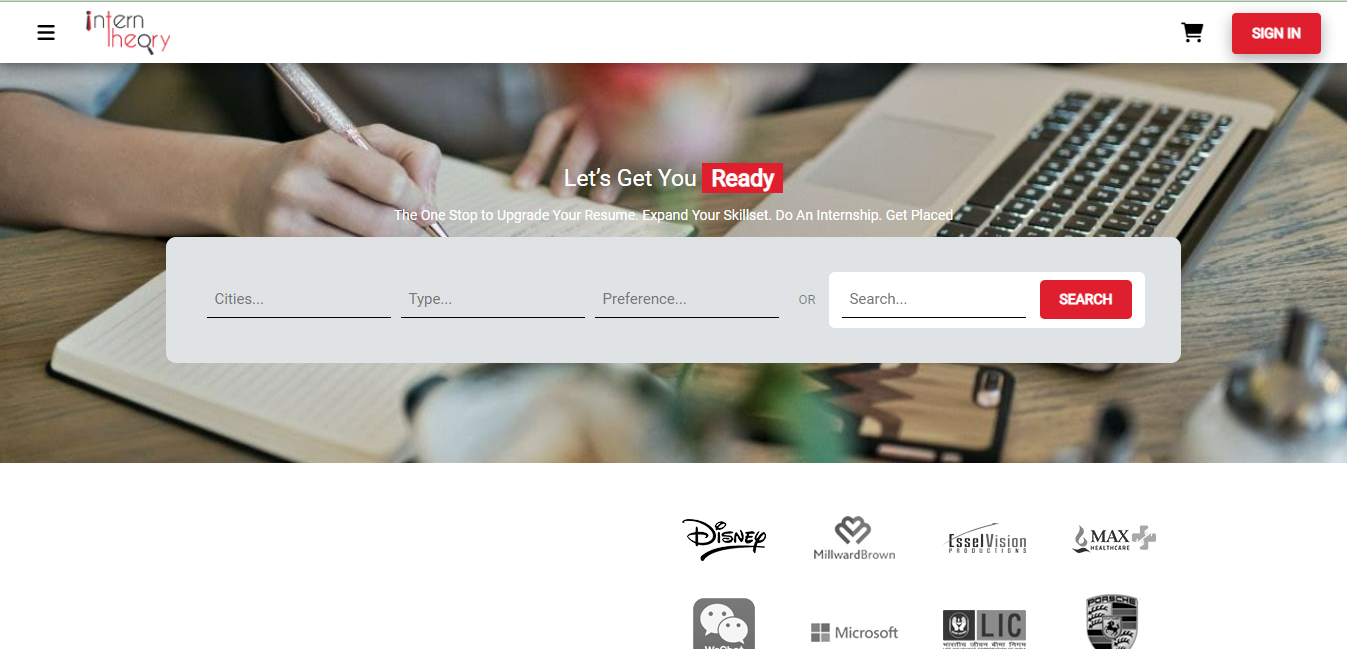 intern
theory
SIGN IN
Let's Get You Ready
The One Stop to Upgrade Your Resume. Expand Your Skillset. Do An Internship. Get Placed
Cities...
Type...
Preference...
OR
Search...
SEARCH
Disney
MillwardBrown
EsselVision
PRODUCTIONS
MAX
HEALTHCARE
WeChat
Microsoft
LIC
भारतीय जीवन बीमा निगम
PORSCHE